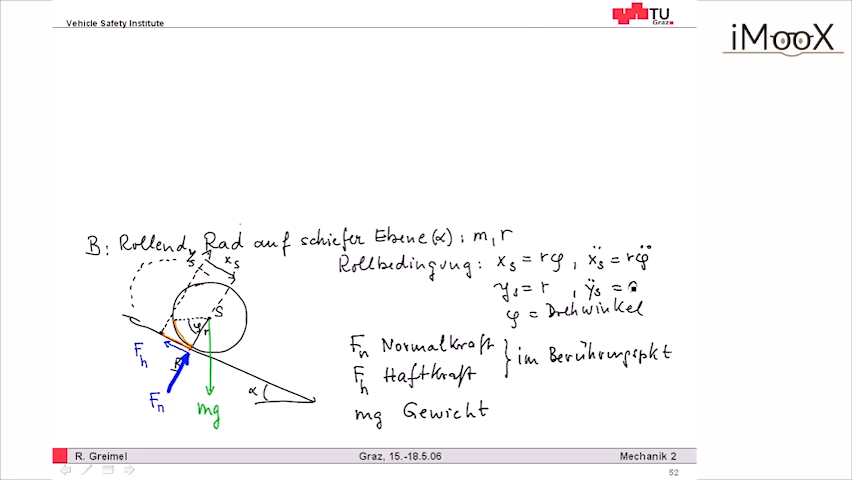 Vehicle Safety Institute
TU
Graz
iMooX
B: Rollend. Rad auf schiefer Ebene (α): m, r
Rollbedingung: xₛ = rφ, ẍₛ = rφ̈
yₛ = r, ÿₛ =
φ = Drehwinkel
Fₙ Normalkraft
Fₕ Haftkraft
} im Berührungspkt
mg Gewicht
yₛ
xₛ
S
φ
r
Fₕ
Fₙ
mg
α
R. Greimel
Graz, 15.-18.5.06
Mechanik 2
52